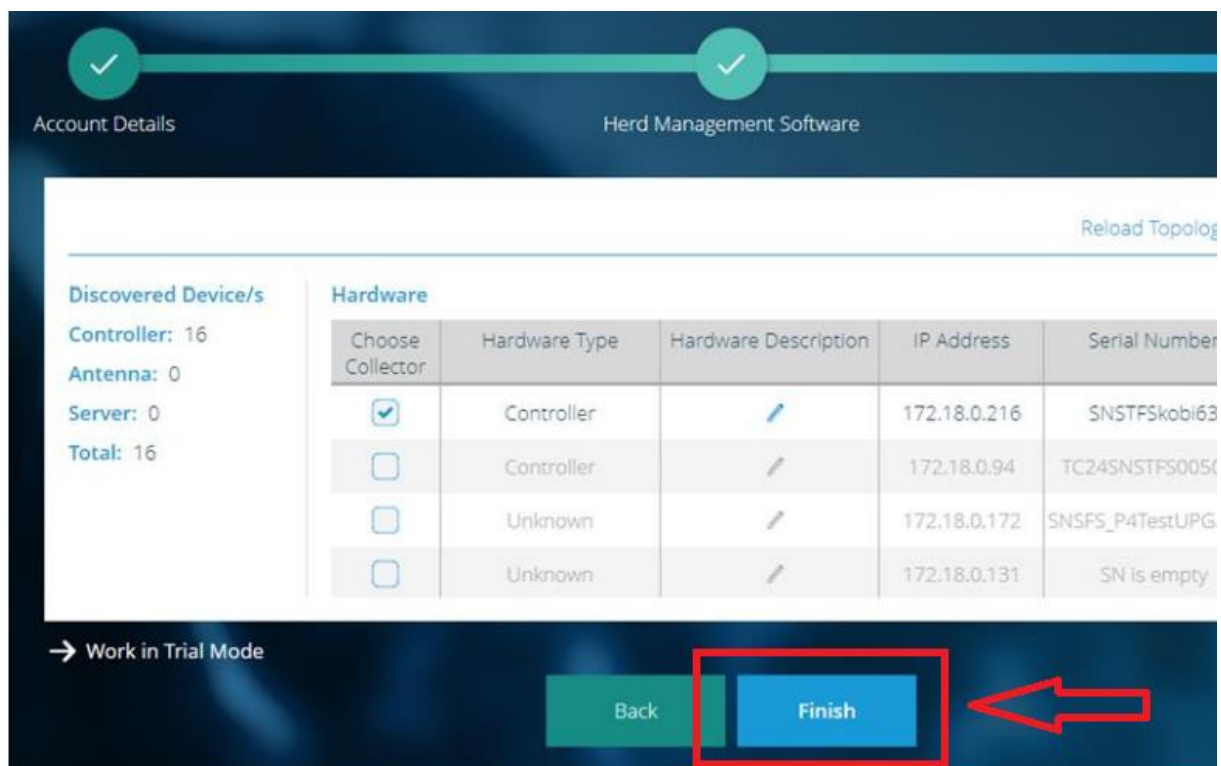 Account Details
Herd Management Software
Reload Topolog
Discovered Device/s
Controller: 16
Antenna: 0
Server: 0
Total: 16
Hardware
Choose Collector
Hardware Type
Hardware Description
IP Address
Serial Number
Controller
172.18.0.216
SNSTFSkobi63
Controller
172.18.0.94
TC24SNSTFS005
Unknown
172.18.0.172
SNSFS_P4TestUPG
Unknown
172.18.0.131
SN is empty
→ Work in Trial Mode
Back
Finish